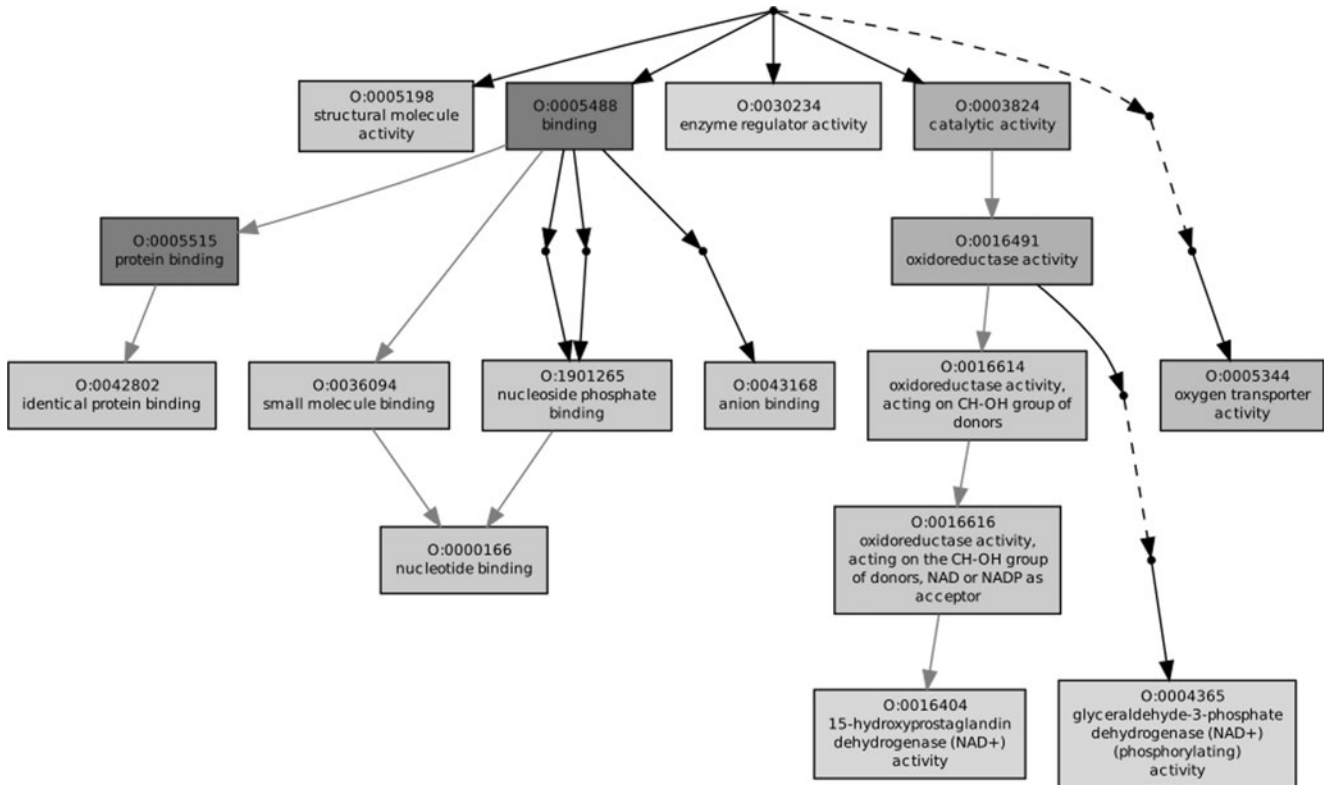 O:0005198
structural molecule
activity
O:0005488
binding
O:0030234
enzyme regulator activity
O:0003824
catalytic activity
O:0005515
protein binding
O:0016491
oxidoreductase activity
O:0042802
identical protein binding
O:0036094
small molecule binding
O:1901265
nucleoside phosphate
binding
O:0043168
anion binding
O:0016614
oxidoreductase activity,
acting on CH-OH group of
donors
O:0005344
oxygen transporter
activity
O:0000166
nucleotide binding
O:0016616
oxidoreductase activity,
acting on the CH-OH group
of donors, NAD or NADP as
acceptor
O:0016404
15-hydroxyprostaglandin
dehydrogenase (NAD+)
activity
O:0004365
glyceraldehyde-3-phosphate
dehydrogenase (NAD+)
(phosphorylating)
activity